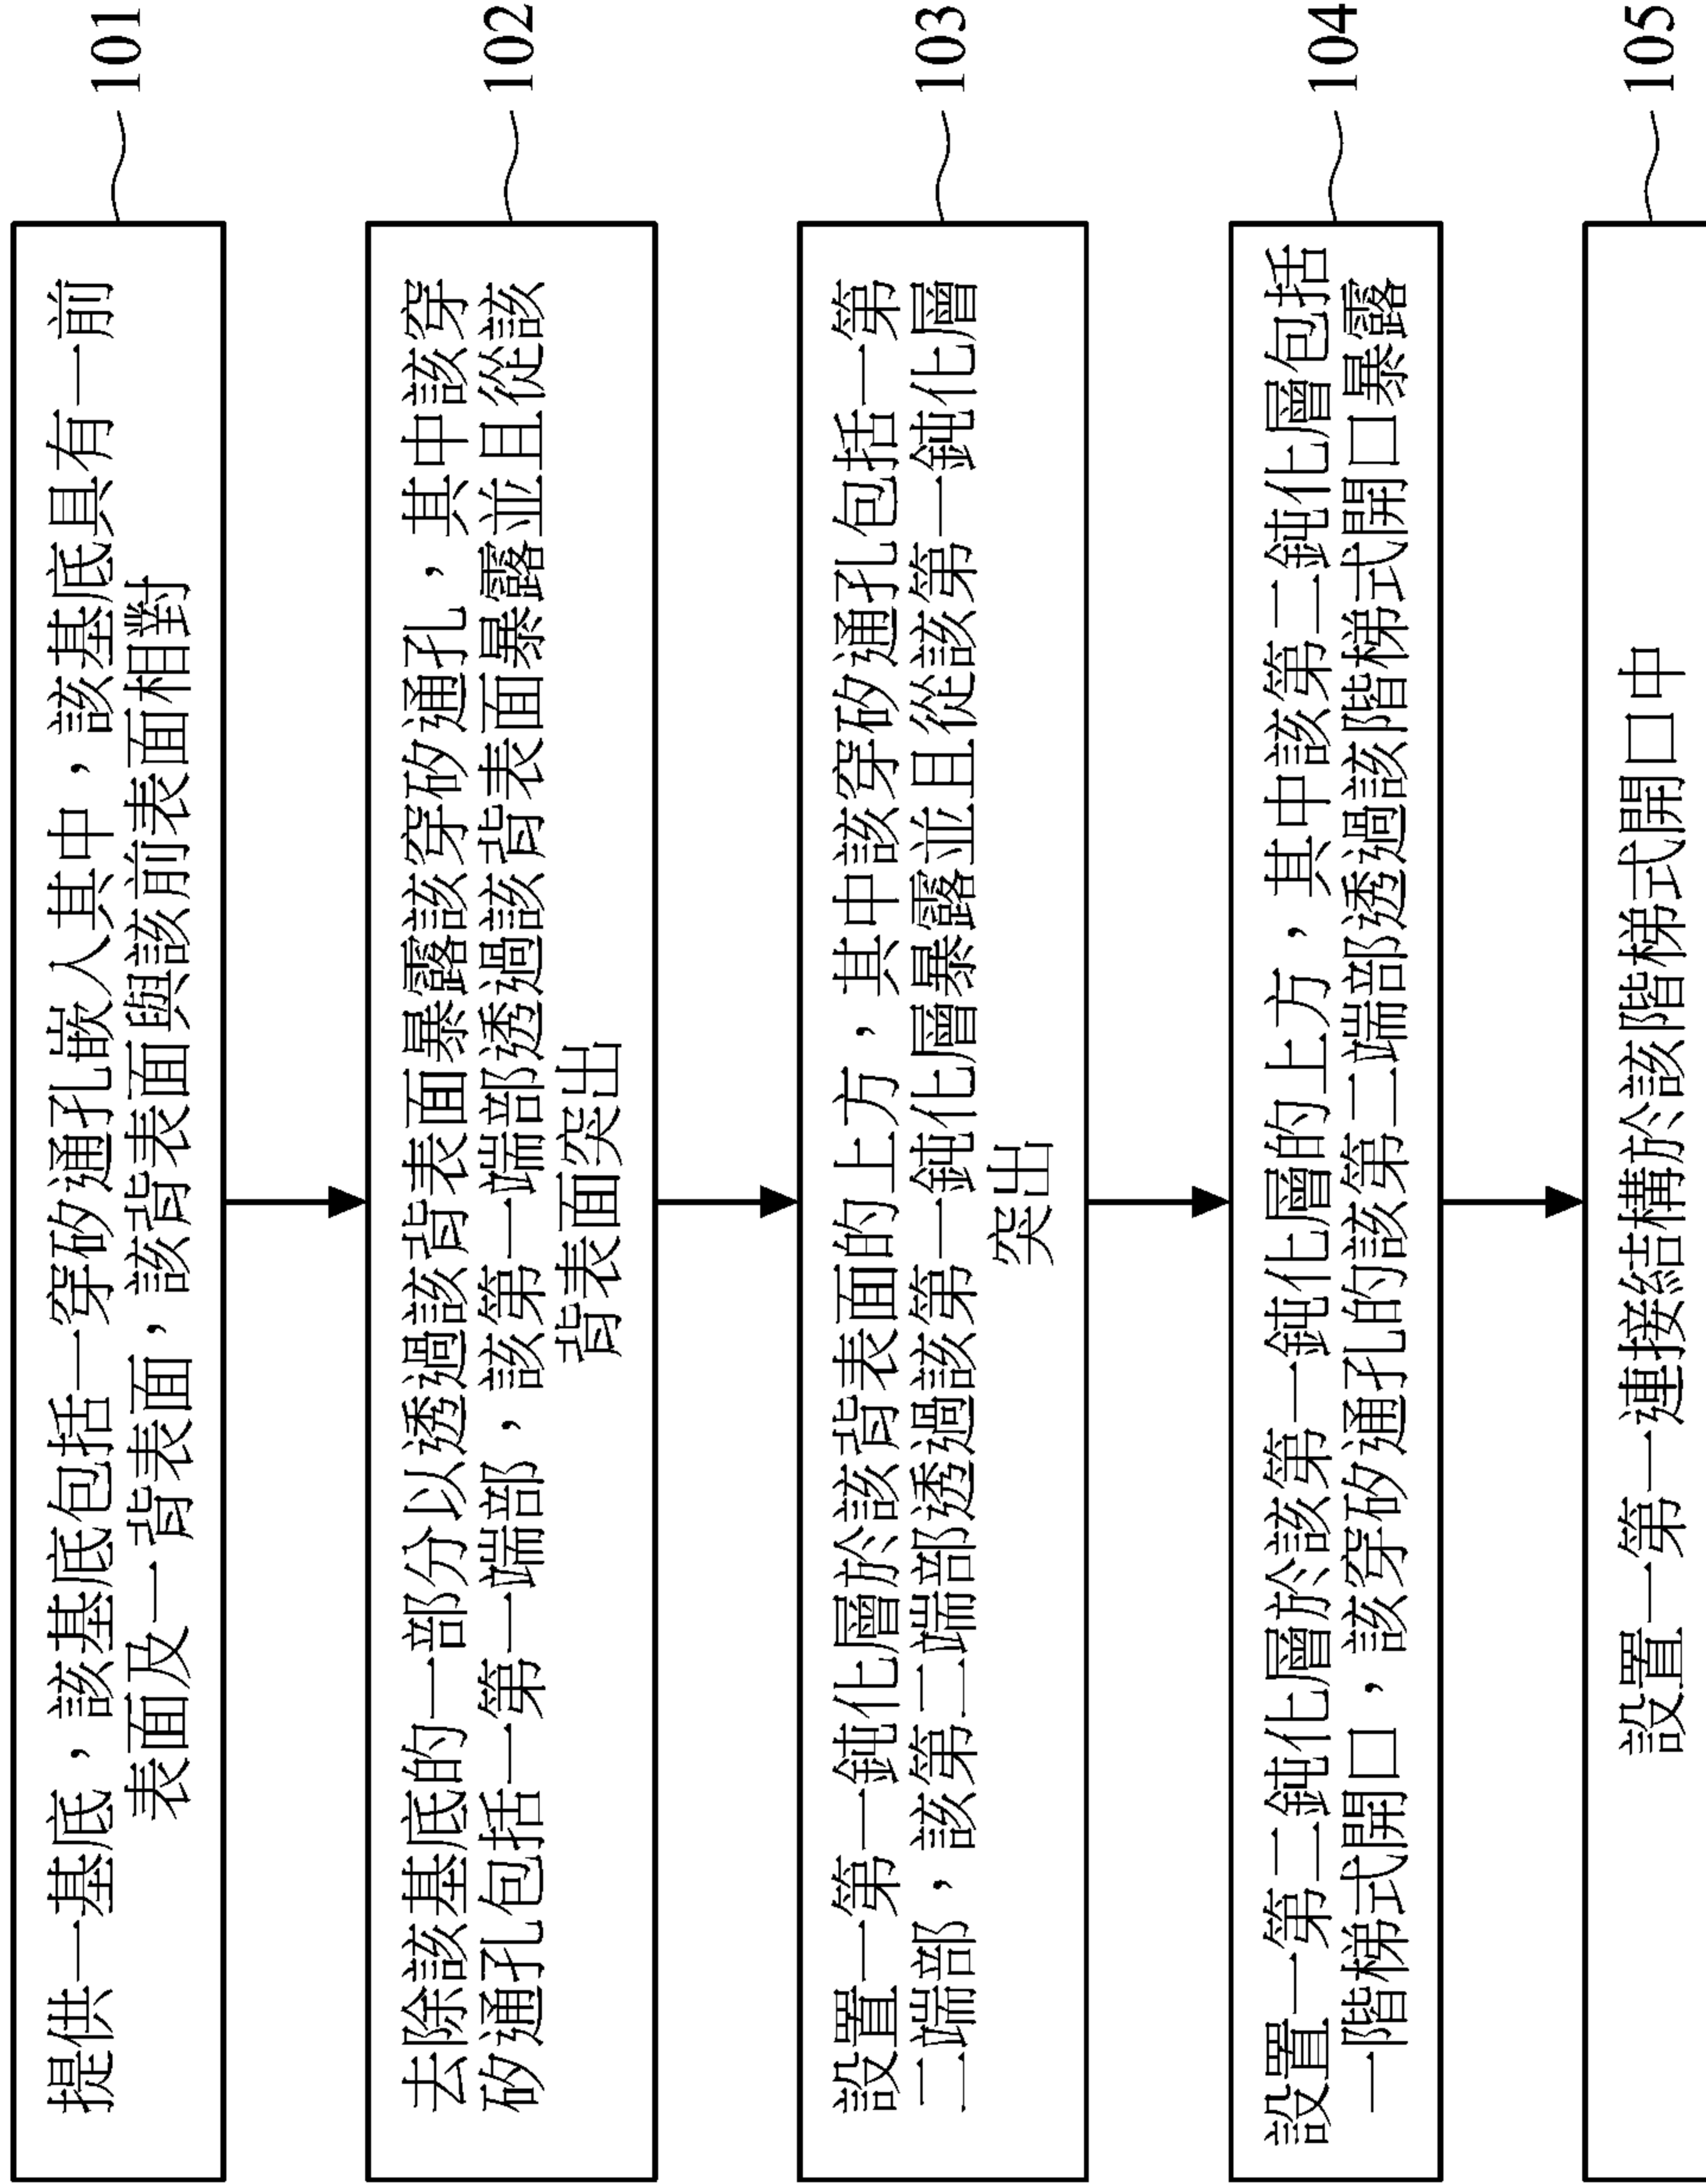 提供一基底，該基底包括一穿矽通孔嵌入其中，該基底具有一前
表面及一背表面，該背表面與該前表面相對
101
去除該基底的一部分以透過該背表面暴露該穿矽通孔，其中該穿
矽通孔包括一第一端部，該第一端部透過該背表面暴露並且從該
背表面突出
102
設置一第一鈍化層於該背表面的上方，其中該穿矽通孔包括一第
二端部，該第二端部透過該第一鈍化層暴露並且從該第一鈍化層
突出
103
設置一第二鈍化層於該第一鈍化層的上方，其中該第二鈍化層包括
一階梯式開口，該穿矽通孔的該第二端部透過該階梯式開口暴露
104
設置一第一連接結構於該階梯式開口中
105